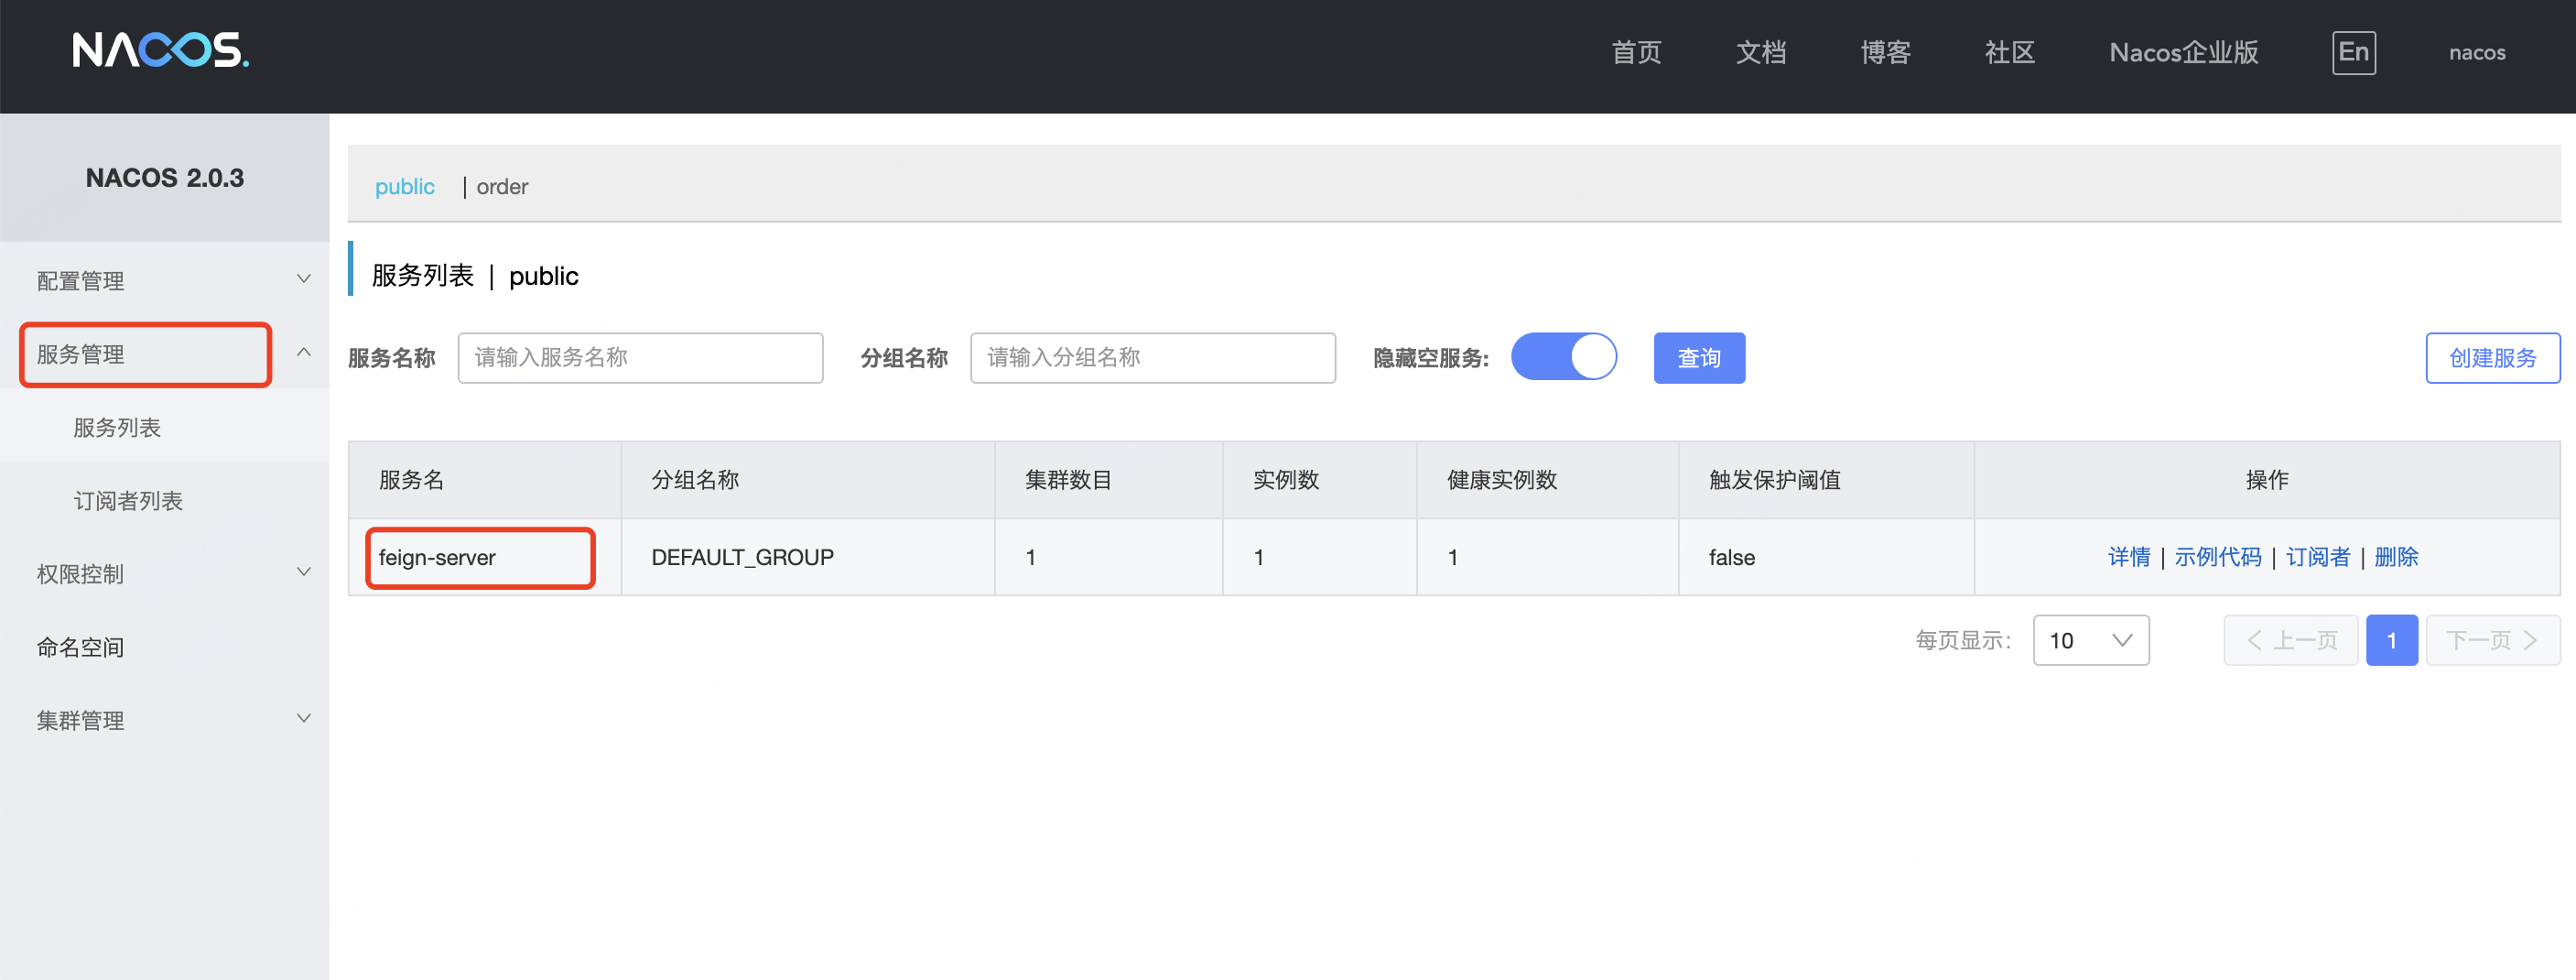 NACOS.
首页 文档 博客 社区 Nacos企业版 En nacos
NACOS 2.0.3
配置管理
服务管理
服务列表
订阅者列表
权限控制
命名空间
集群管理
public | order
服务列表 | public
服务名称 请输入服务名称 分组名称 请输入分组名称 隐藏空服务: 查询 创建服务
服务名 分组名称 集群数目 实例数 健康实例数 触发保护阈值 操作
feign-server DEFAULT_GROUP 1 1 1 false 详情 | 示例代码 | 订阅者 | 删除
每页显示: 10 上一页 1 下一页